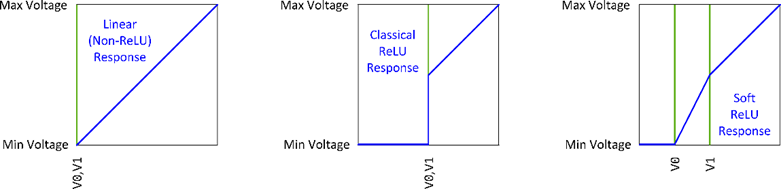 Max Voltage
Linear
(Non-ReLU)
Response
Min Voltage
V0,V1
Max Voltage
Classical
ReLU
Response
Min Voltage
V0,V1
Max Voltage
Soft
ReLU
Response
Min Voltage
V0
V1